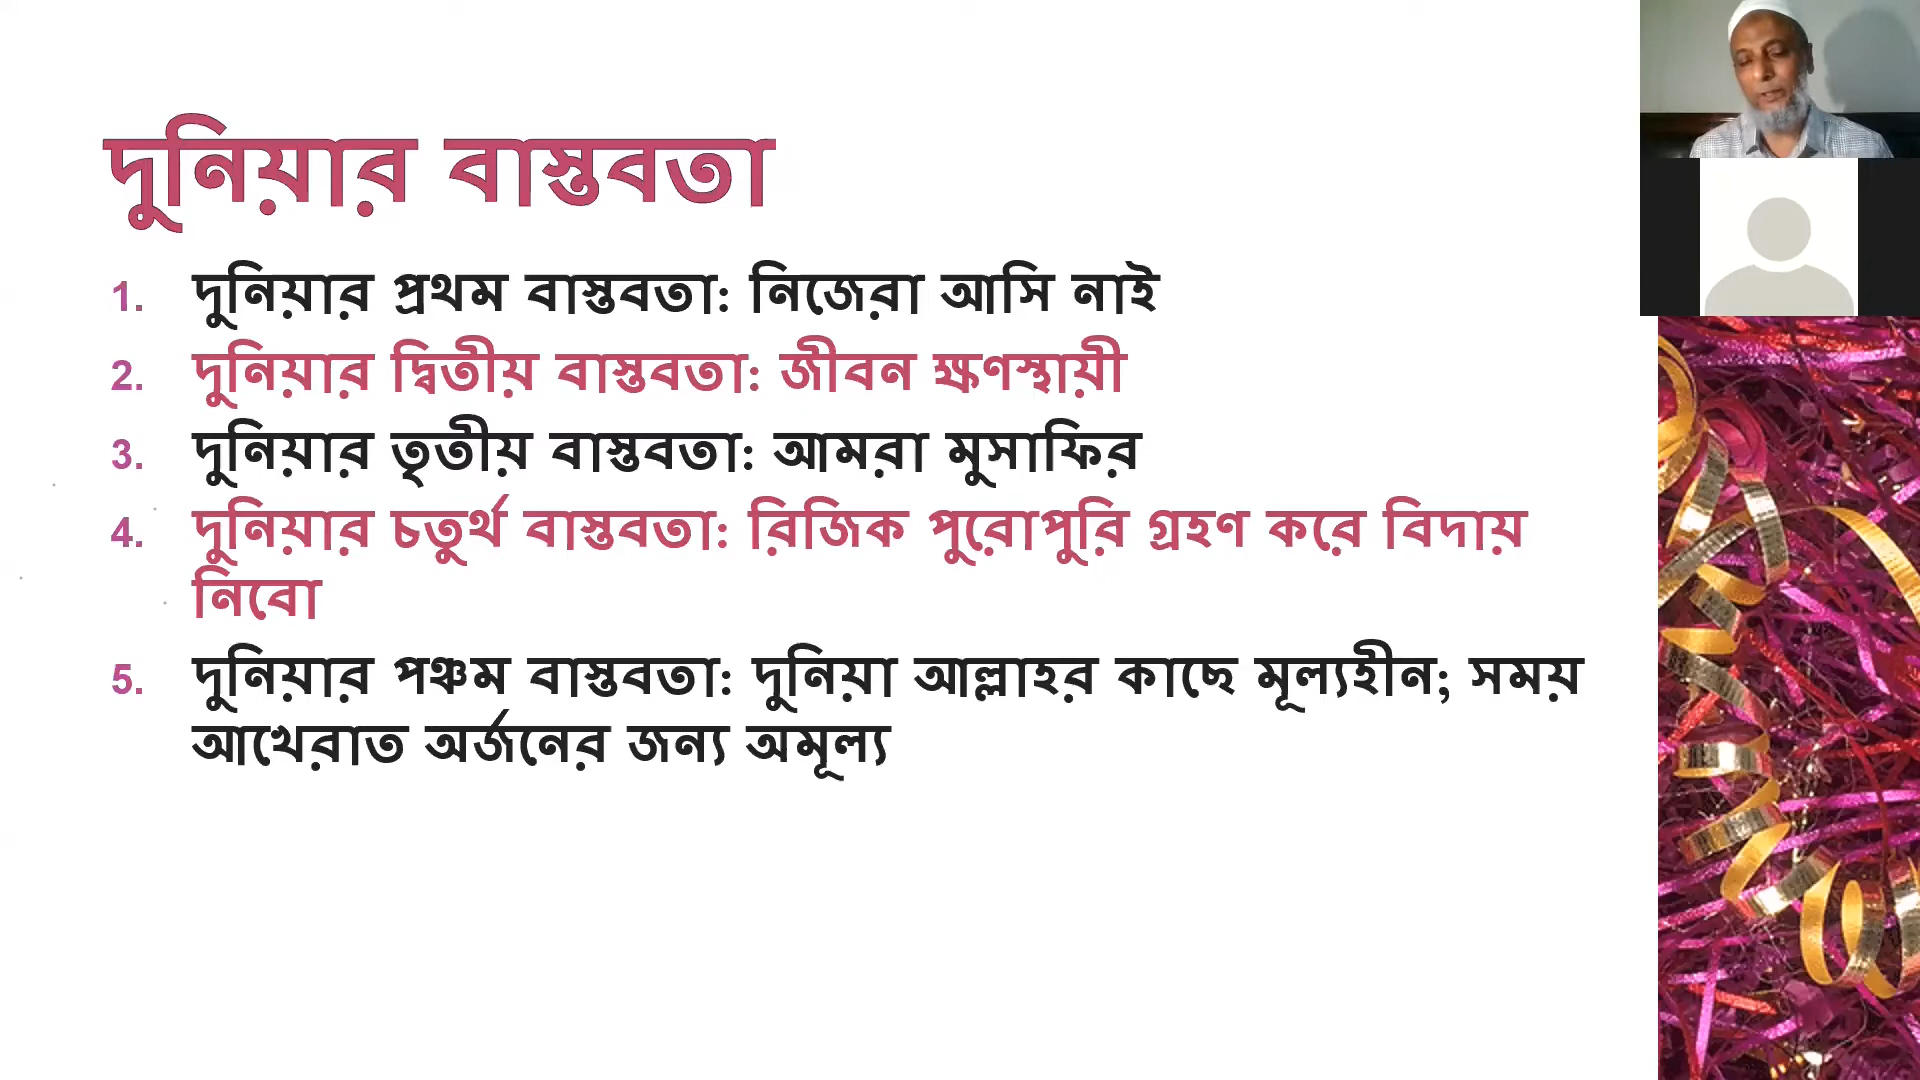 দুনিয়ার বাস্তবতা
1. দুনিয়ার প্রথম বাস্তবতা: নিজেরা আসি নাই
2. দুনিয়ার দ্বিতীয় বাস্তবতা: জীবন ক্ষণস্থায়ী
3. দুনিয়ার তৃতীয় বাস্তবতা: আমরা মুসাফির
4. দুনিয়ার চতুর্থ বাস্তবতা: রিজিক পুরোপুরি গ্রহণ করে বিদায়
নিবো
5. দুনিয়ার পঞ্চম বাস্তবতা: দুনিয়া আল্লাহর কাছে মূল্যহীন; সময়
আখেরাত অর্জনের জন্য অমূল্য